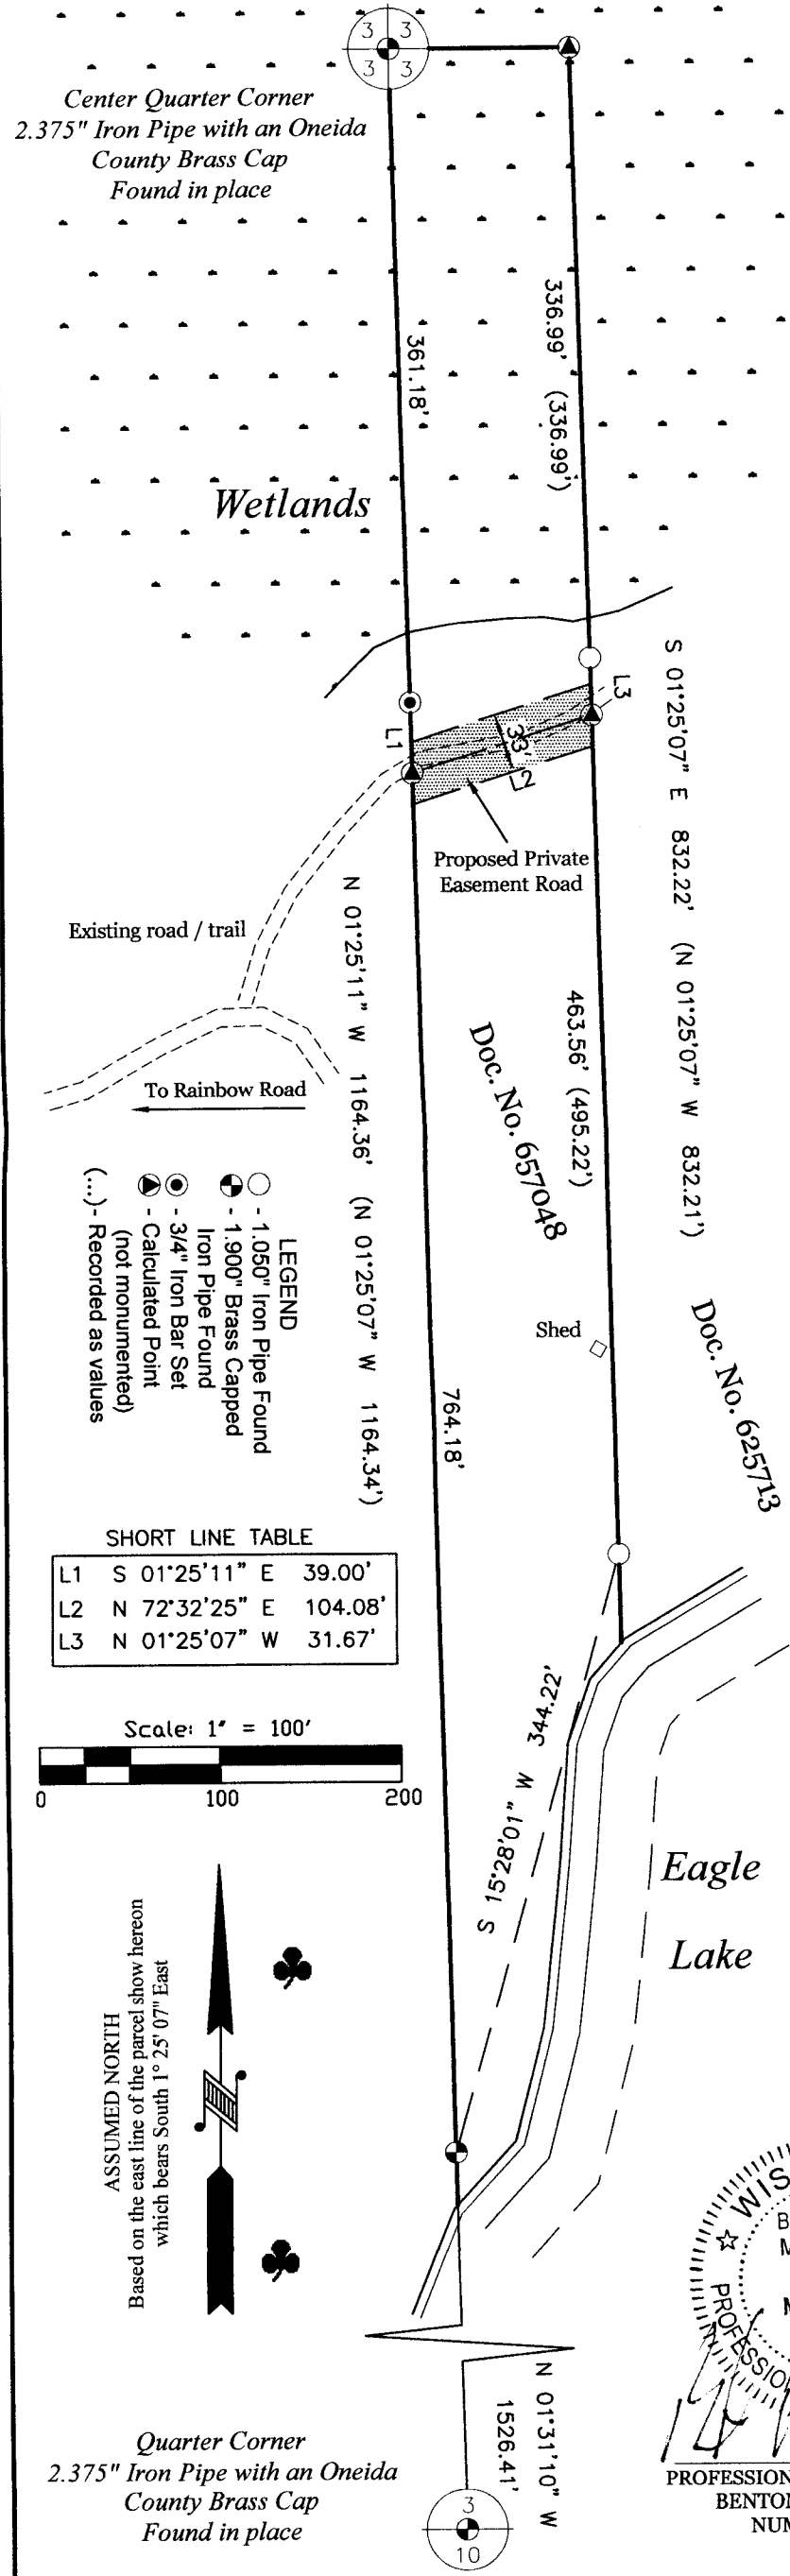 3 3
3 3
Center Quarter Corner
2.375" Iron Pipe with an Oneida
County Brass Cap
Found in place
336.99' (336.99')
361.18'
Wetlands
S 01°25'07" E 832.22' (N 01°25'07" W 832.21')
L3
L1
33'
L2
Proposed Private
Easement Road
N 01°25'11" W 1164.36' (N 01°25'07" W 1164.34')
Existing road / trail
463.56' (495.22')
Doc. No. 657048
To Rainbow Road
LEGEND
- 1.050" Iron Pipe Found
- 1.900" Brass Capped
Iron Pipe Found
- 3/4" Iron Bar Set
- Calculated Point
(not monumented)
(...)- Recorded as values
Shed
Doc. No. 625713
764.18'
SHORT LINE TABLE
L1 S 01°25'11" E 39.00'
L2 N 72°32'25" E 104.08'
L3 N 01°25'07" W 31.67'
Scale: 1" = 100'
0 100 200
S 15°28'01" W 344.22'
Eagle
Lake
ASSUMED NORTH
Based on the east line of the parcel show hereon
which bears South 1° 25' 07" East
WIS
B
M
PROFESSION
N 01°31'10" W
1526.41'
Quarter Corner
2.375" Iron Pipe with an Oneida
County Brass Cap
Found in place
3
10
PROFESSION
BENTON
NUM